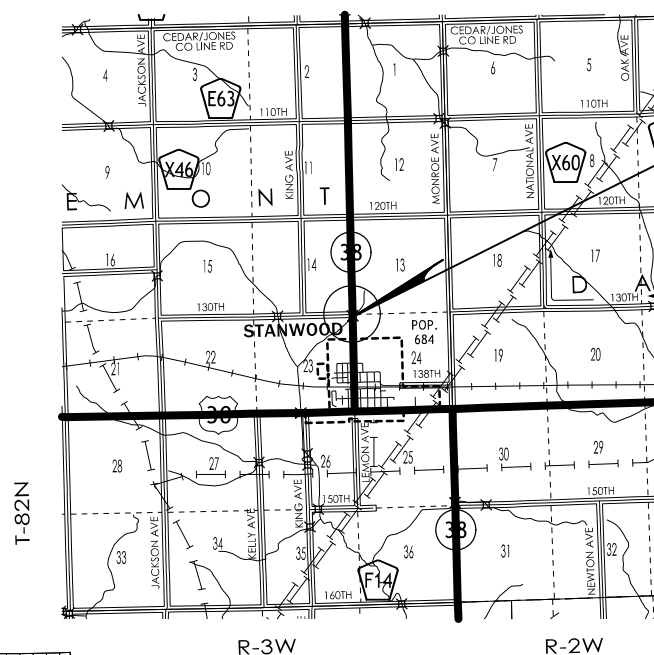 CEDAR/JONES
CO LINE RD
CEDAR/JONES
CO LINE RD
JACKSON AVE
OAK AVE
4
3
2
1
6
5
E63
110TH
110TH
9
X46
10
KING AVE
11
12
MONROE AVE
7
NATIONAL AVE
X60
8
E M O N T
120TH
120TH
16
15
14
38
13
18
17
D A
130TH
130TH
STANWOOD
POP.
684
21
22
23
24
138TH
19
20
30
28
27
26
LEMON AVE
25
30
29
T-82N
KING AVE
150TH
150TH
JACKSON AVE
KELLY AVE
38
NEWTON AVE
33
34
35
36
31
32
F14
160TH
R-3W
R-2W